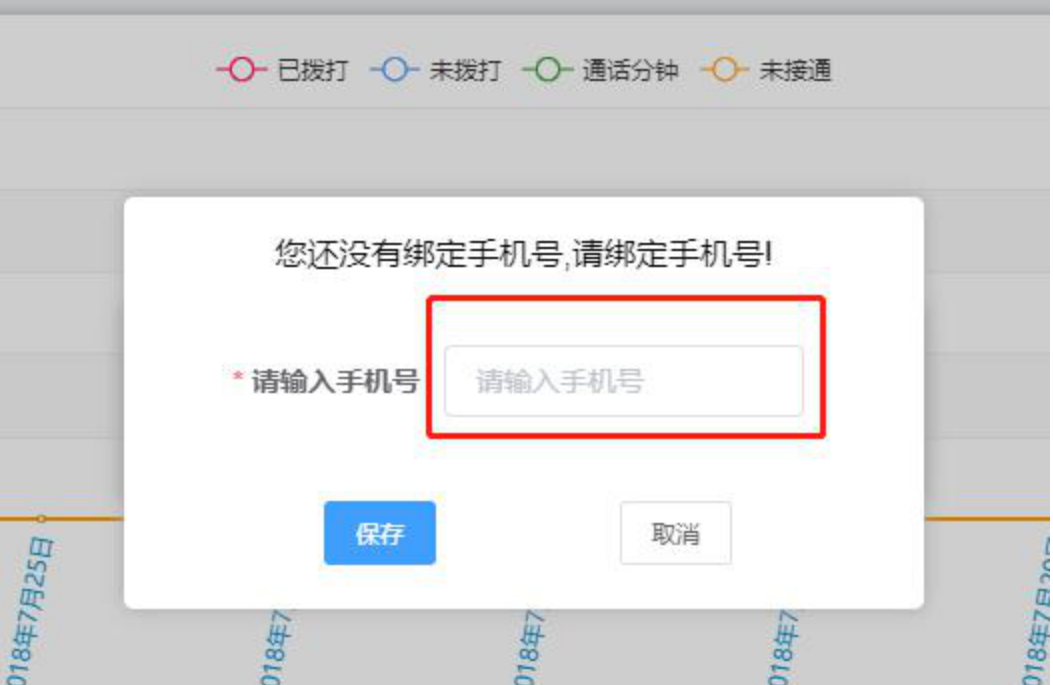 已拨打 未拨打 通话分钟 未接通
您还没有绑定手机号,请绑定手机号!
* 请输入手机号 请输入手机号
保存 取消
018年7月25日
018年7
018年7
018年7
018年7月29日